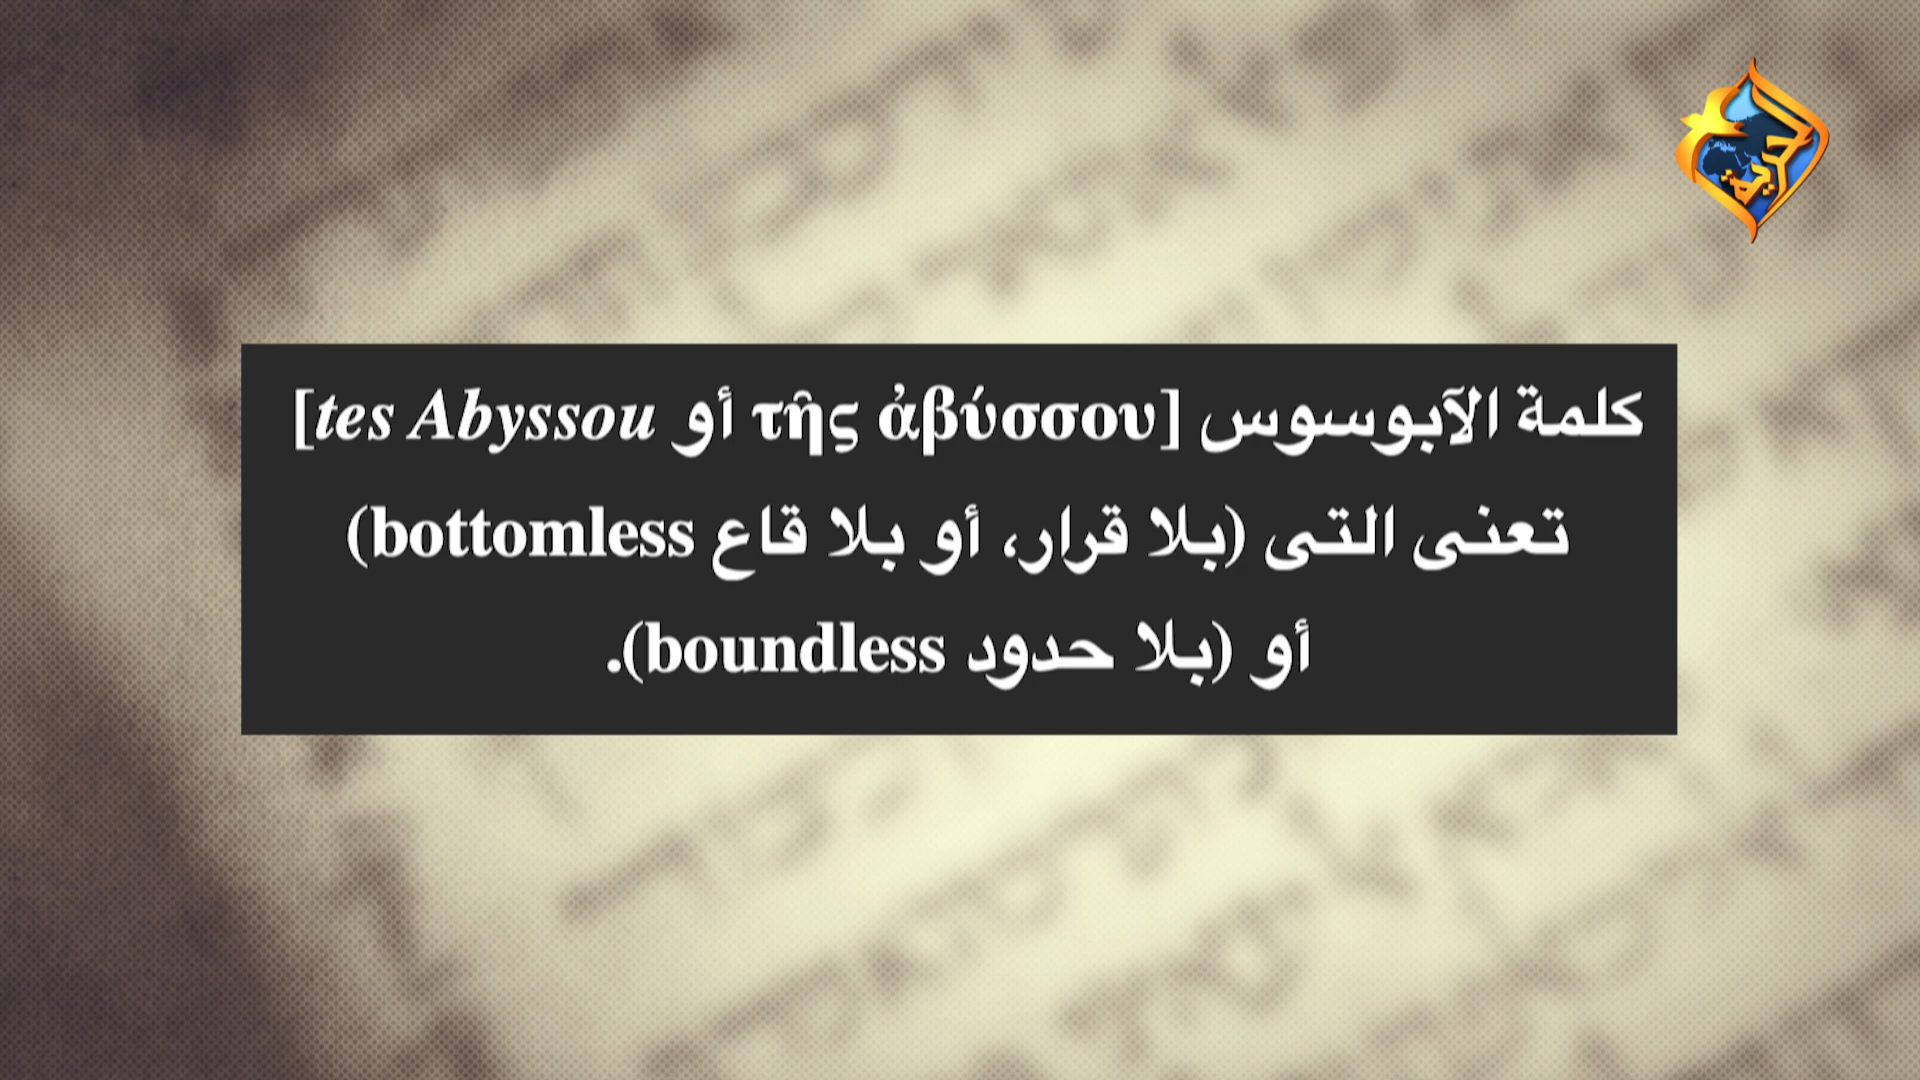 الحرية
كلمة الآبوسوس [τῆς ἀβύσσου أو tes Abyssou]
تعنى التى (بلا قرار، أو بلا قاع bottomless)
أو (بلا حدود boundless).